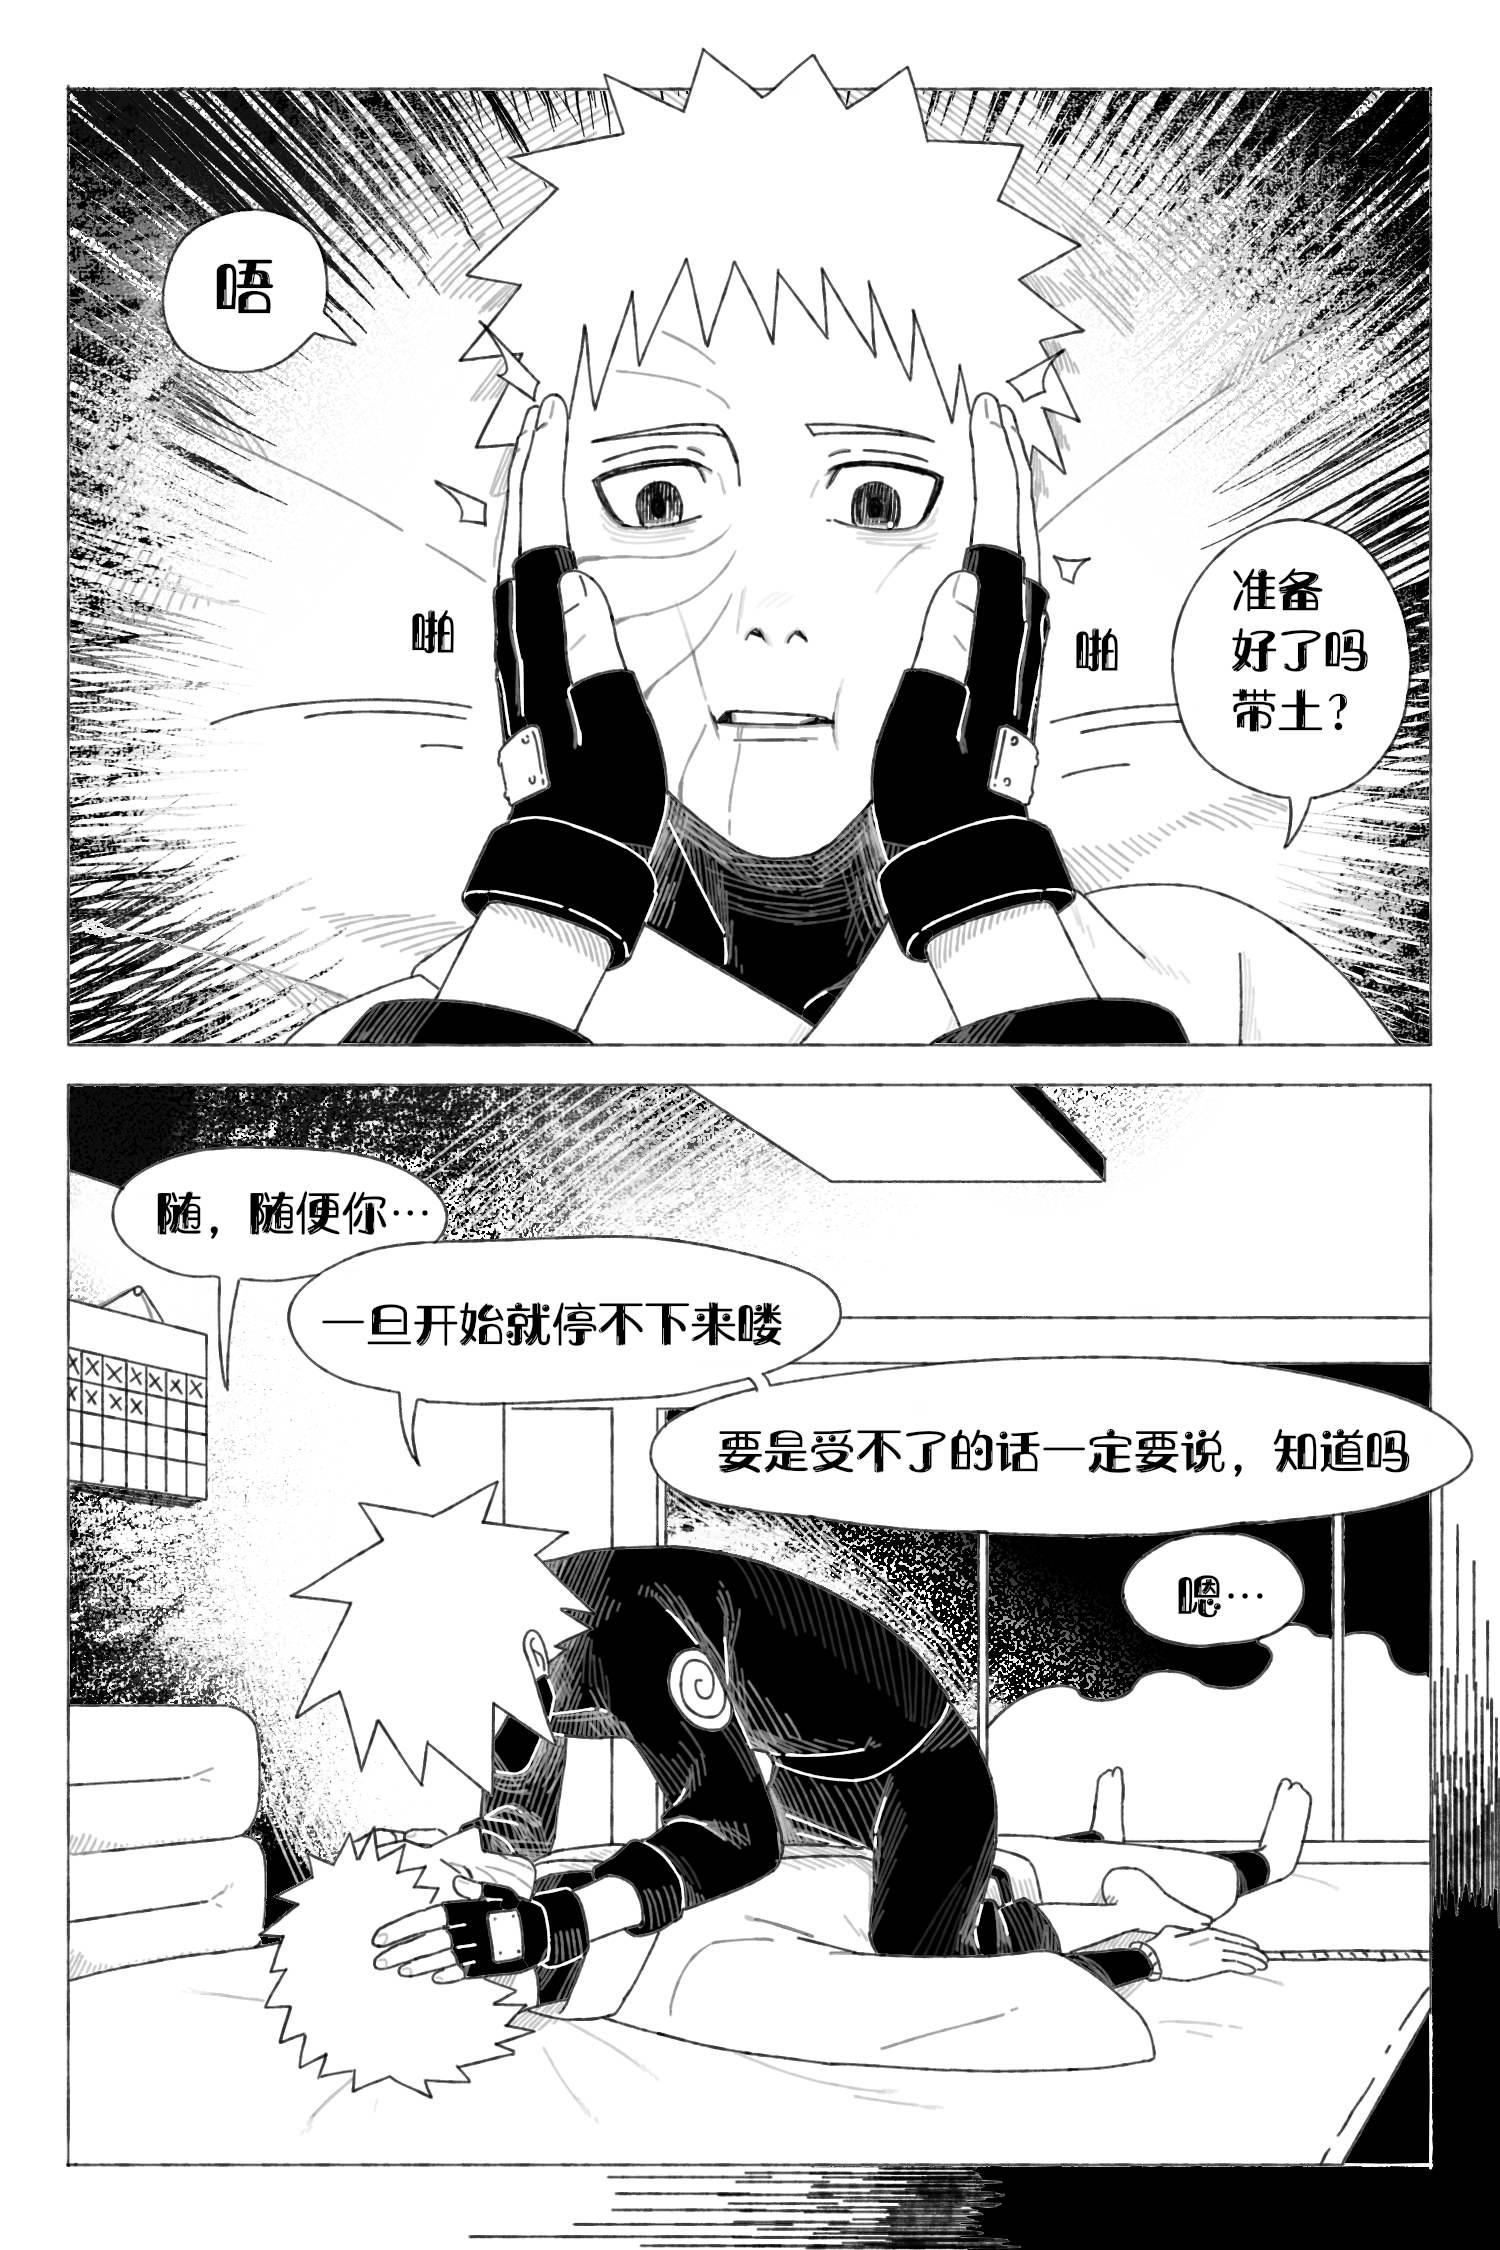 唔
啪
啪
准备
好了吗
带土?
随，随便你…
一旦开始就停不下来喽
要是受不了的话一定要说，知道吗
嗯…